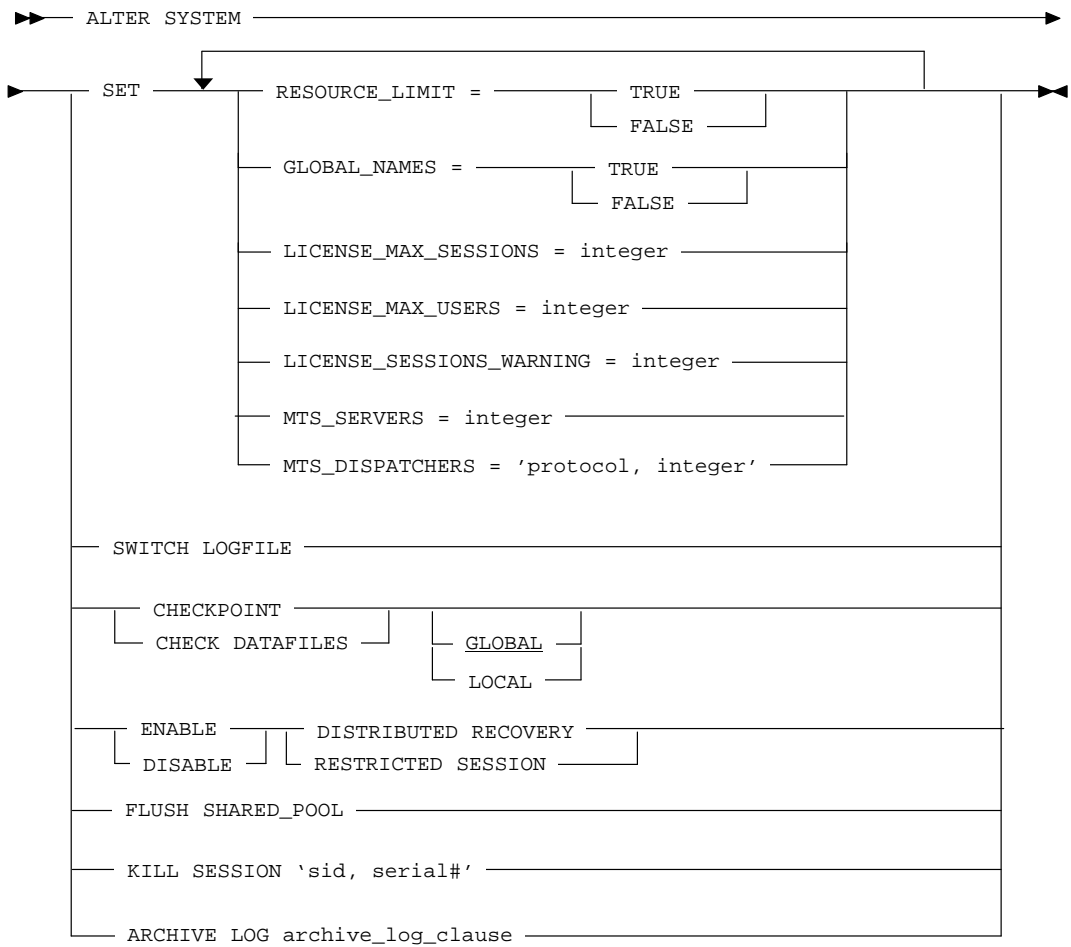 ALTER SYSTEM
SET
RESOURCE_LIMIT =
TRUE
FALSE
GLOBAL_NAMES =
TRUE
FALSE
LICENSE_MAX_SESSIONS = integer
LICENSE_MAX_USERS = integer
LICENSE_SESSIONS_WARNING = integer
MTS_SERVERS = integer
MTS_DISPATCHERS = ’protocol, integer’
SWITCH LOGFILE
CHECKPOINT
CHECK DATAFILES
GLOBAL
LOCAL
ENABLE
DISABLE
DISTRIBUTED RECOVERY
RESTRICTED SESSION
FLUSH SHARED_POOL
KILL SESSION ‘sid, serial#’
ARCHIVE LOG archive_log_clause